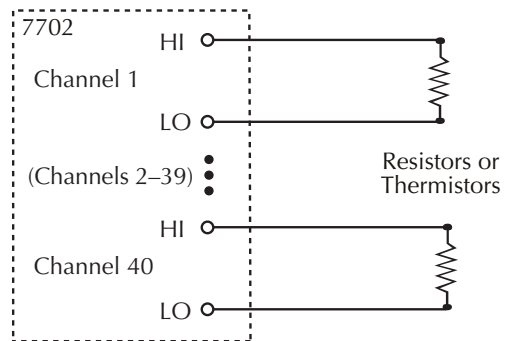 7702
HI
Channel 1
LO
(Channels 2–39)
Resistors or
Thermistors
HI
Channel 40
LO